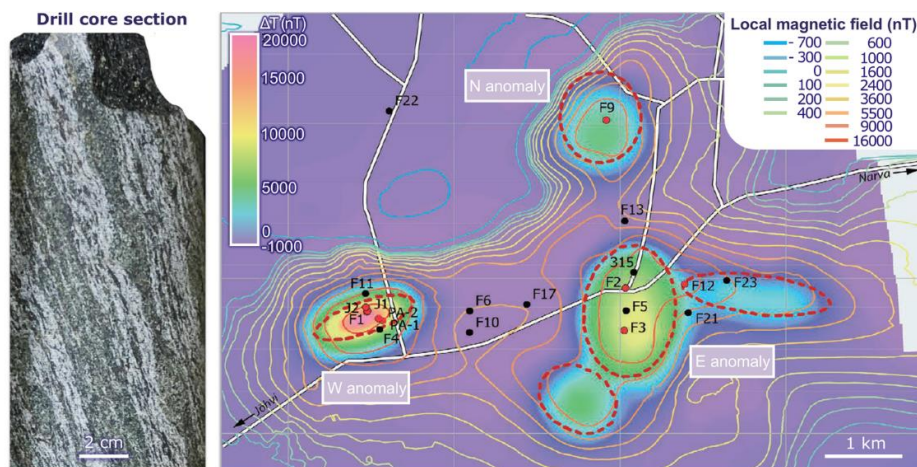 Drill core section
2 cm
ΔT (nT)
20000
15000
10000
5000
0
-1000
Local magnetic field (nT)
- 700
- 300
0
100
200
400
600
1000
1600
2400
3600
5500
9000
16000
N anomaly
F22
F9
Narva
F13
315
F2
F12
F23
F11
J2
J1
F1
PA-2
PA-1
F4
F6
F17
F10
F5
F3
F21
W anomaly
E anomaly
Jõhvi
1 km